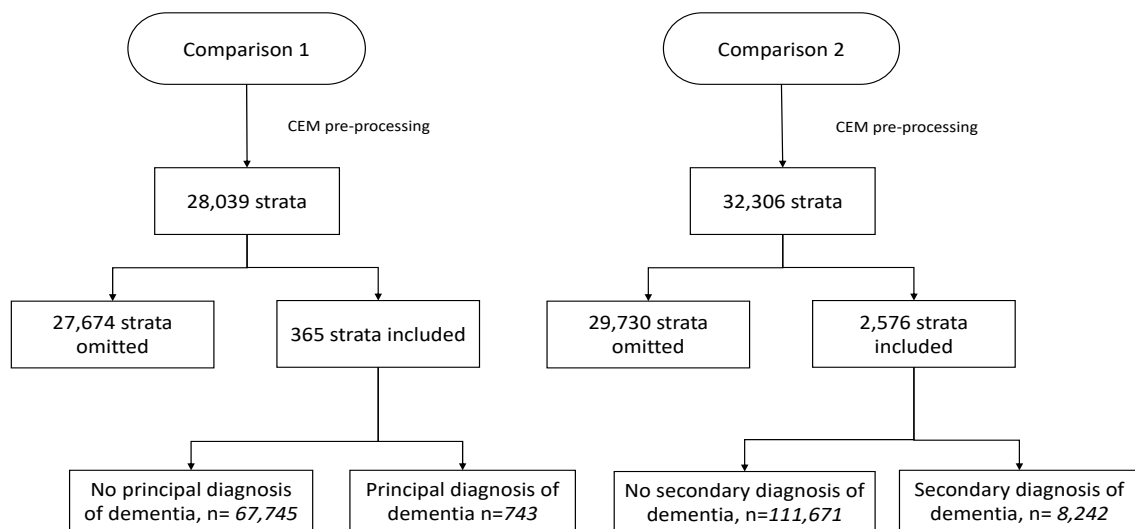 Comparison 1
CEM pre-processing
28,039 strata
27,674 strata
omitted
365 strata included
No principal diagnosis
of dementia, n= 67,745
Principal diagnosis of
dementia n=743
Comparison 2
CEM pre-processing
32,306 strata
29,730 strata
omitted
2,576 strata
included
No secondary diagnosis of
dementia, n=111,671
Secondary diagnosis of
dementia, n= 8,242